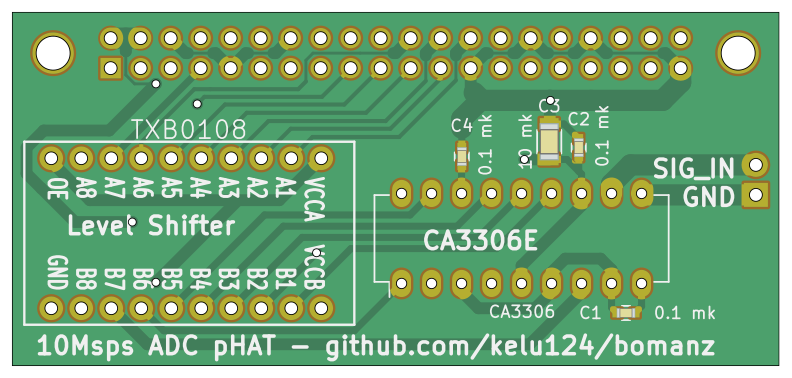 TXB0108
C4
0.1 mk
10 mk
C3
C2
0.1 mk
OE A8 A7 A6 A5 A4 A3 A2 A1 VCCA
SIG_IN
GND
Level Shifter
CA3306E
GND B8 B7 B6 B5 B4 B3 B2 B1 VCCB
CA3306
C1
0.1 mk
10Msps ADC pHAT – github.com/kelu124/bomanz